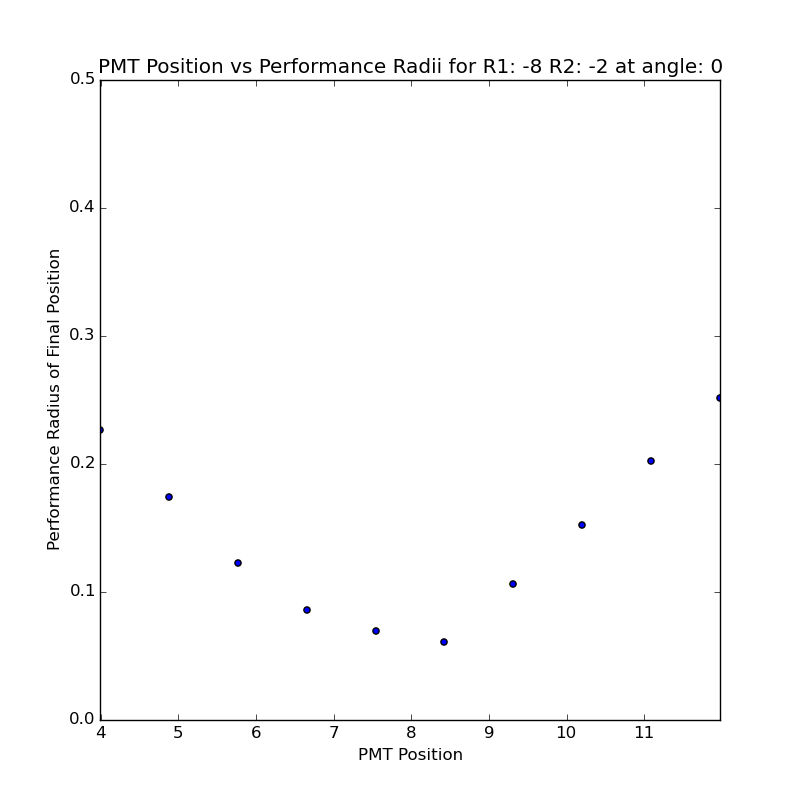 PMT Position vs Performance Radii for R1: -8 R2: -2 at angle: 0
0.5
0.4
0.3
0.2
0.1
0.0
Performance Radius of Final Position
4 5 6 7 8 9 10 11
PMT Position